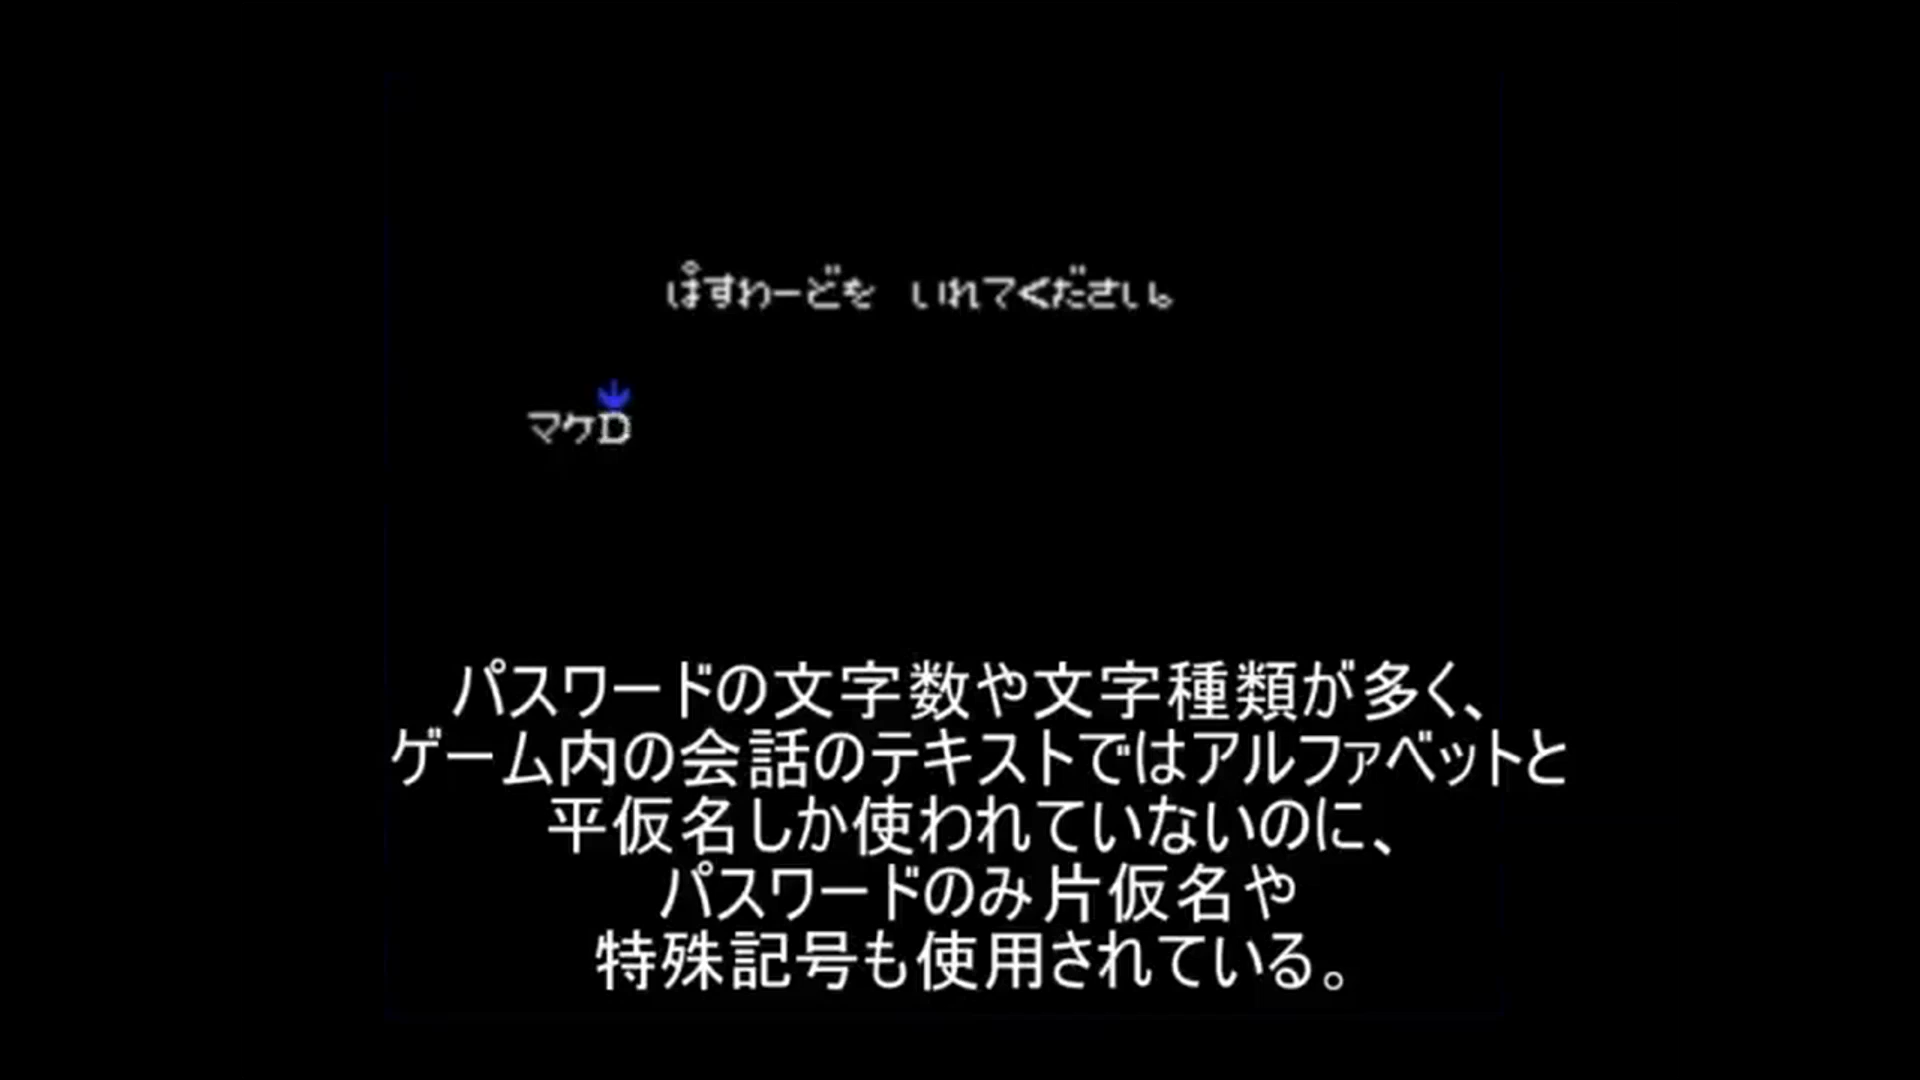 ぱすわーどを いれてください。
マケD
パスワードの文字数や文字種類が多く、
ゲーム内の会話のテキストではアルファベットと
平仮名しか使われていないのに、
パスワードのみ片仮名や
特殊記号も使用されている。